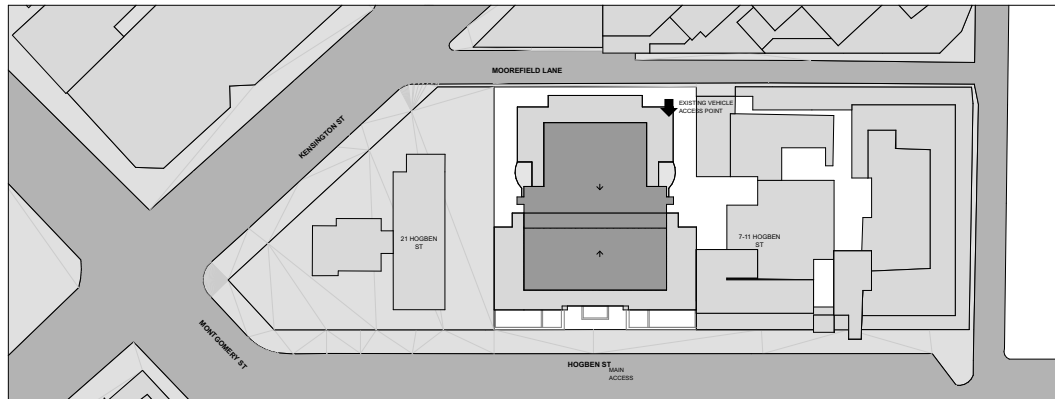 MOOREFIELD LANE
EXISTING VEHICLE
ACCESS POINT
KENSINGTON ST
21 HOGBEN
ST
7-11 HOGBEN
ST
MONTGOMERY ST
HOGBEN ST
MAIN
ACCESS